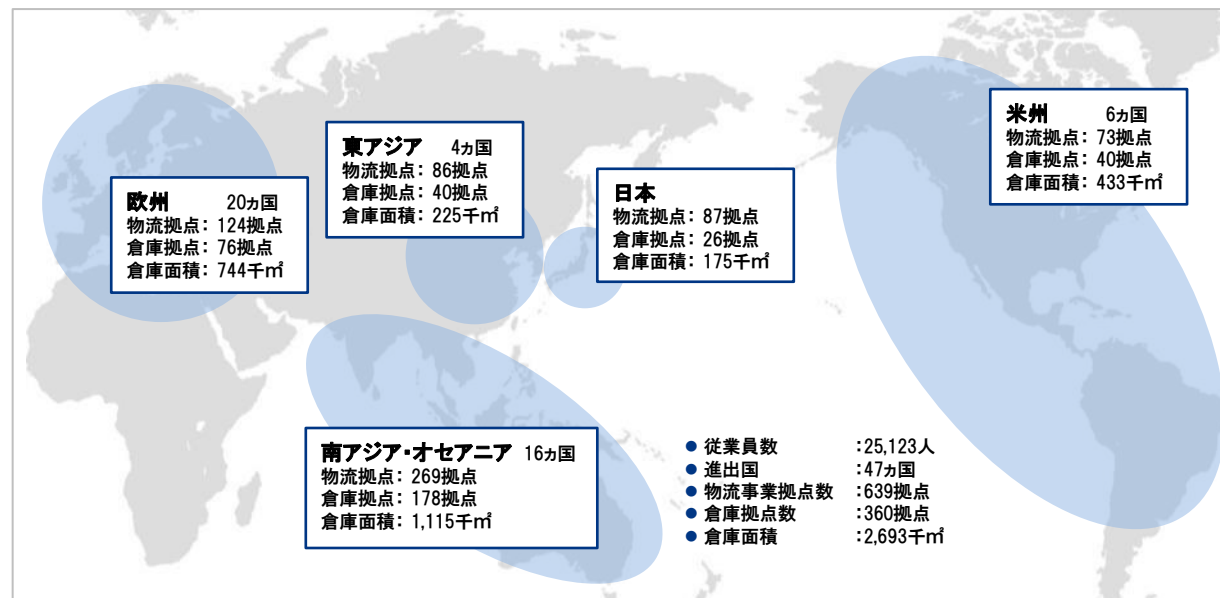 欧州 20ヵ国
物流拠点: 124拠点
倉庫拠点: 76拠点
倉庫面積: 744千㎡
東アジア 4ヵ国
物流拠点: 86拠点
倉庫拠点: 40拠点
倉庫面積: 225千㎡
日本
物流拠点: 87拠点
倉庫拠点: 26拠点
倉庫面積: 175千㎡
米州 6ヵ国
物流拠点: 73拠点
倉庫拠点: 40拠点
倉庫面積: 433千㎡
南アジア・オセアニア 16ヵ国
物流拠点: 269拠点
倉庫拠点: 178拠点
倉庫面積: 1,115千㎡
● 従業員数 :25,123人
● 進出国 :47ヵ国
● 物流事業拠点数 :639拠点
● 倉庫拠点数 :360拠点
● 倉庫面積 :2,693千㎡